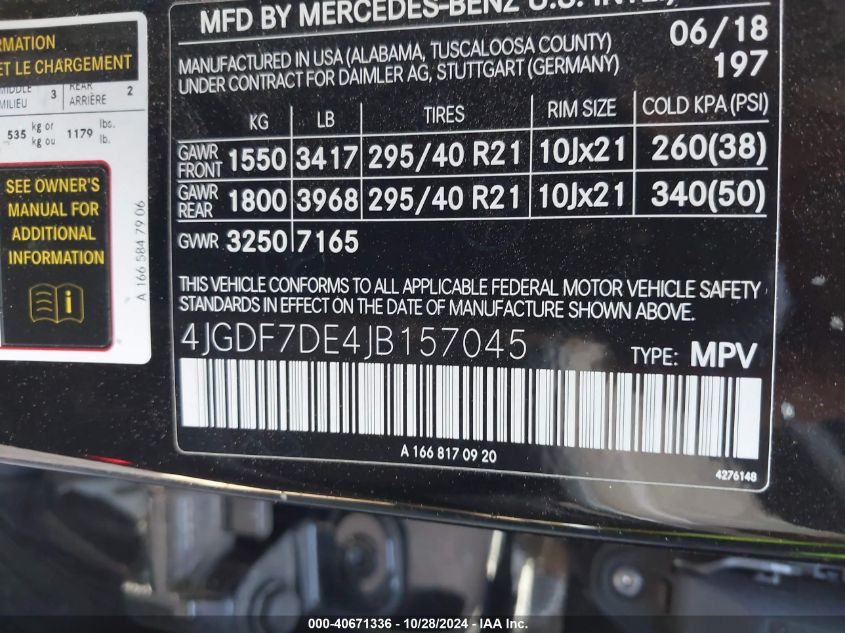 MFD BY MERCEDES-BENZ U.S. INTL,
06/18
MANUFACTURED IN USA (ALABAMA, TUSCALOOSA COUNTY)
UNDER CONTRACT FOR DAIMLER AG, STUTTGART (GERMANY)
197
KG LB TIRES RIM SIZE COLD KPA (PSI)
GAWR FRONT 1550 3417 295/40 R21 10Jx21 260(38)
GAWR REAR 1800 3968 295/40 R21 10Jx21 340(50)
GVWR 3250 7165
THIS VEHICLE CONFORMS TO ALL APPLICABLE FEDERAL MOTOR VEHICLE SAFETY
STANDARDS IN EFFECT ON THE DATE OF MANUFACTURE SHOWN ABOVE.
4JGDF7DE4JB157045 TYPE: MPV
A 166 817 09 20
4276148
RMATION
ET LE CHARGEMENT
MIDDLE 3 REAR 2
MILIEU ARRIÈRE
535 kg or 1179 lbs.
kg ou lb.
SEE OWNER'S
MANUAL FOR
ADDITIONAL
INFORMATION
i
A 166 584 79 06
000-40671336 - 10/28/2024 - IAA Inc.